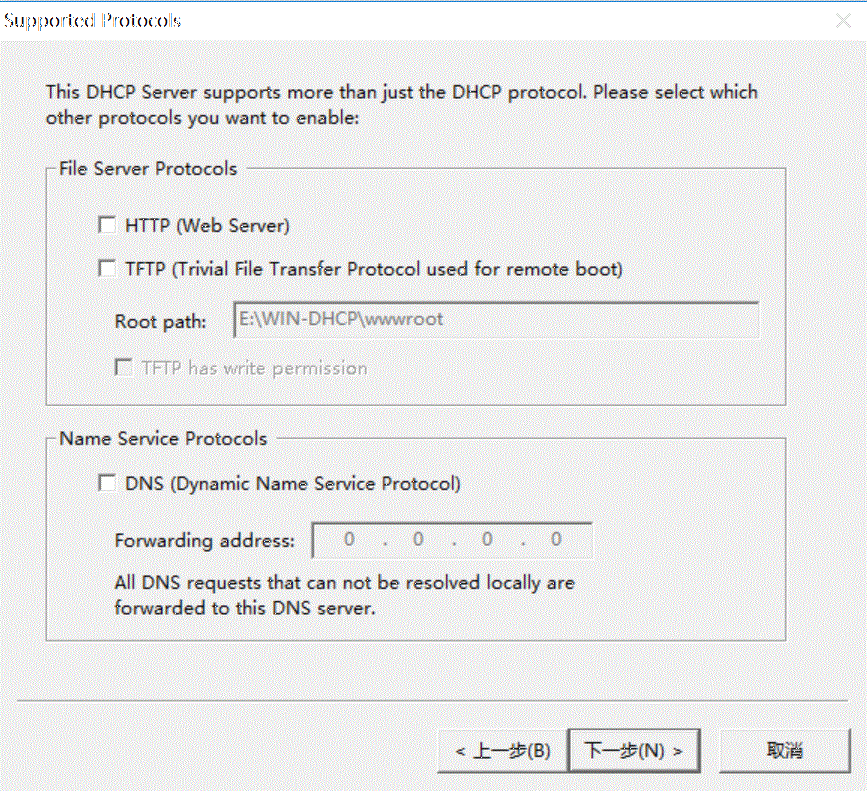 Supported Protocols
This DHCP Server supports more than just the DHCP protocol. Please select which
other protocols you want to enable:
File Server Protocols
HTTP (Web Server)
TFTP (Trivial File Transfer Protocol used for remote boot)
Root path: E:\WIN-DHCP\wwwroot
TFTP has write permission
Name Service Protocols
DNS (Dynamic Name Service Protocol)
Forwarding address: 0 . 0 . 0 . 0
All DNS requests that can not be resolved locally are
forwarded to this DNS server.
< 上一步(B) 下一步(N) > 取消